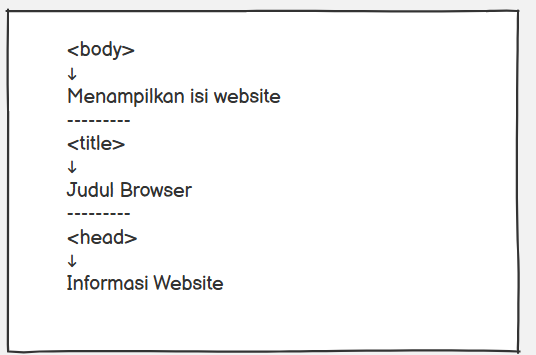 <body>
↓
Menampilkan isi website
---------
<title>
↓
Judul Browser
---------
<head>
↓
Informasi Website